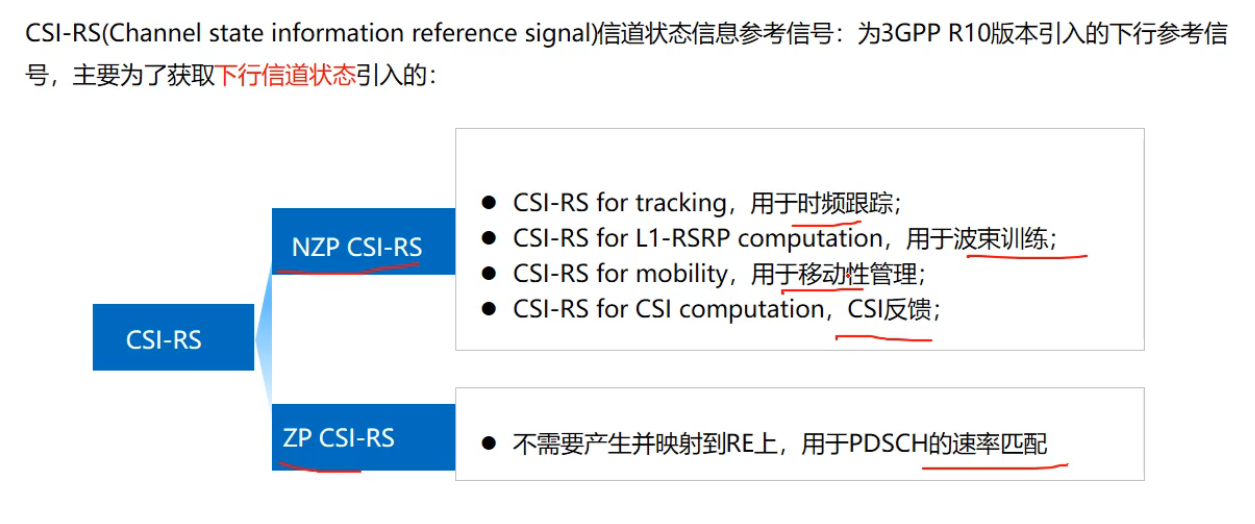 CSI-RS(Channel state information reference signal)信道状态信息参考信号：为3GPP R10版本引入的下行参考信
号，主要为了获取下行信道状态引入的：
NZP CSI-RS
● CSI-RS for tracking，用于时频跟踪；
● CSI-RS for L1-RSRP computation，用于波束训练；
● CSI-RS for mobility，用于移动性管理；
● CSI-RS for CSI computation，CSI反馈；
CSI-RS
ZP CSI-RS
● 不需要产生并映射到RE上，用于PDSCH的速率匹配